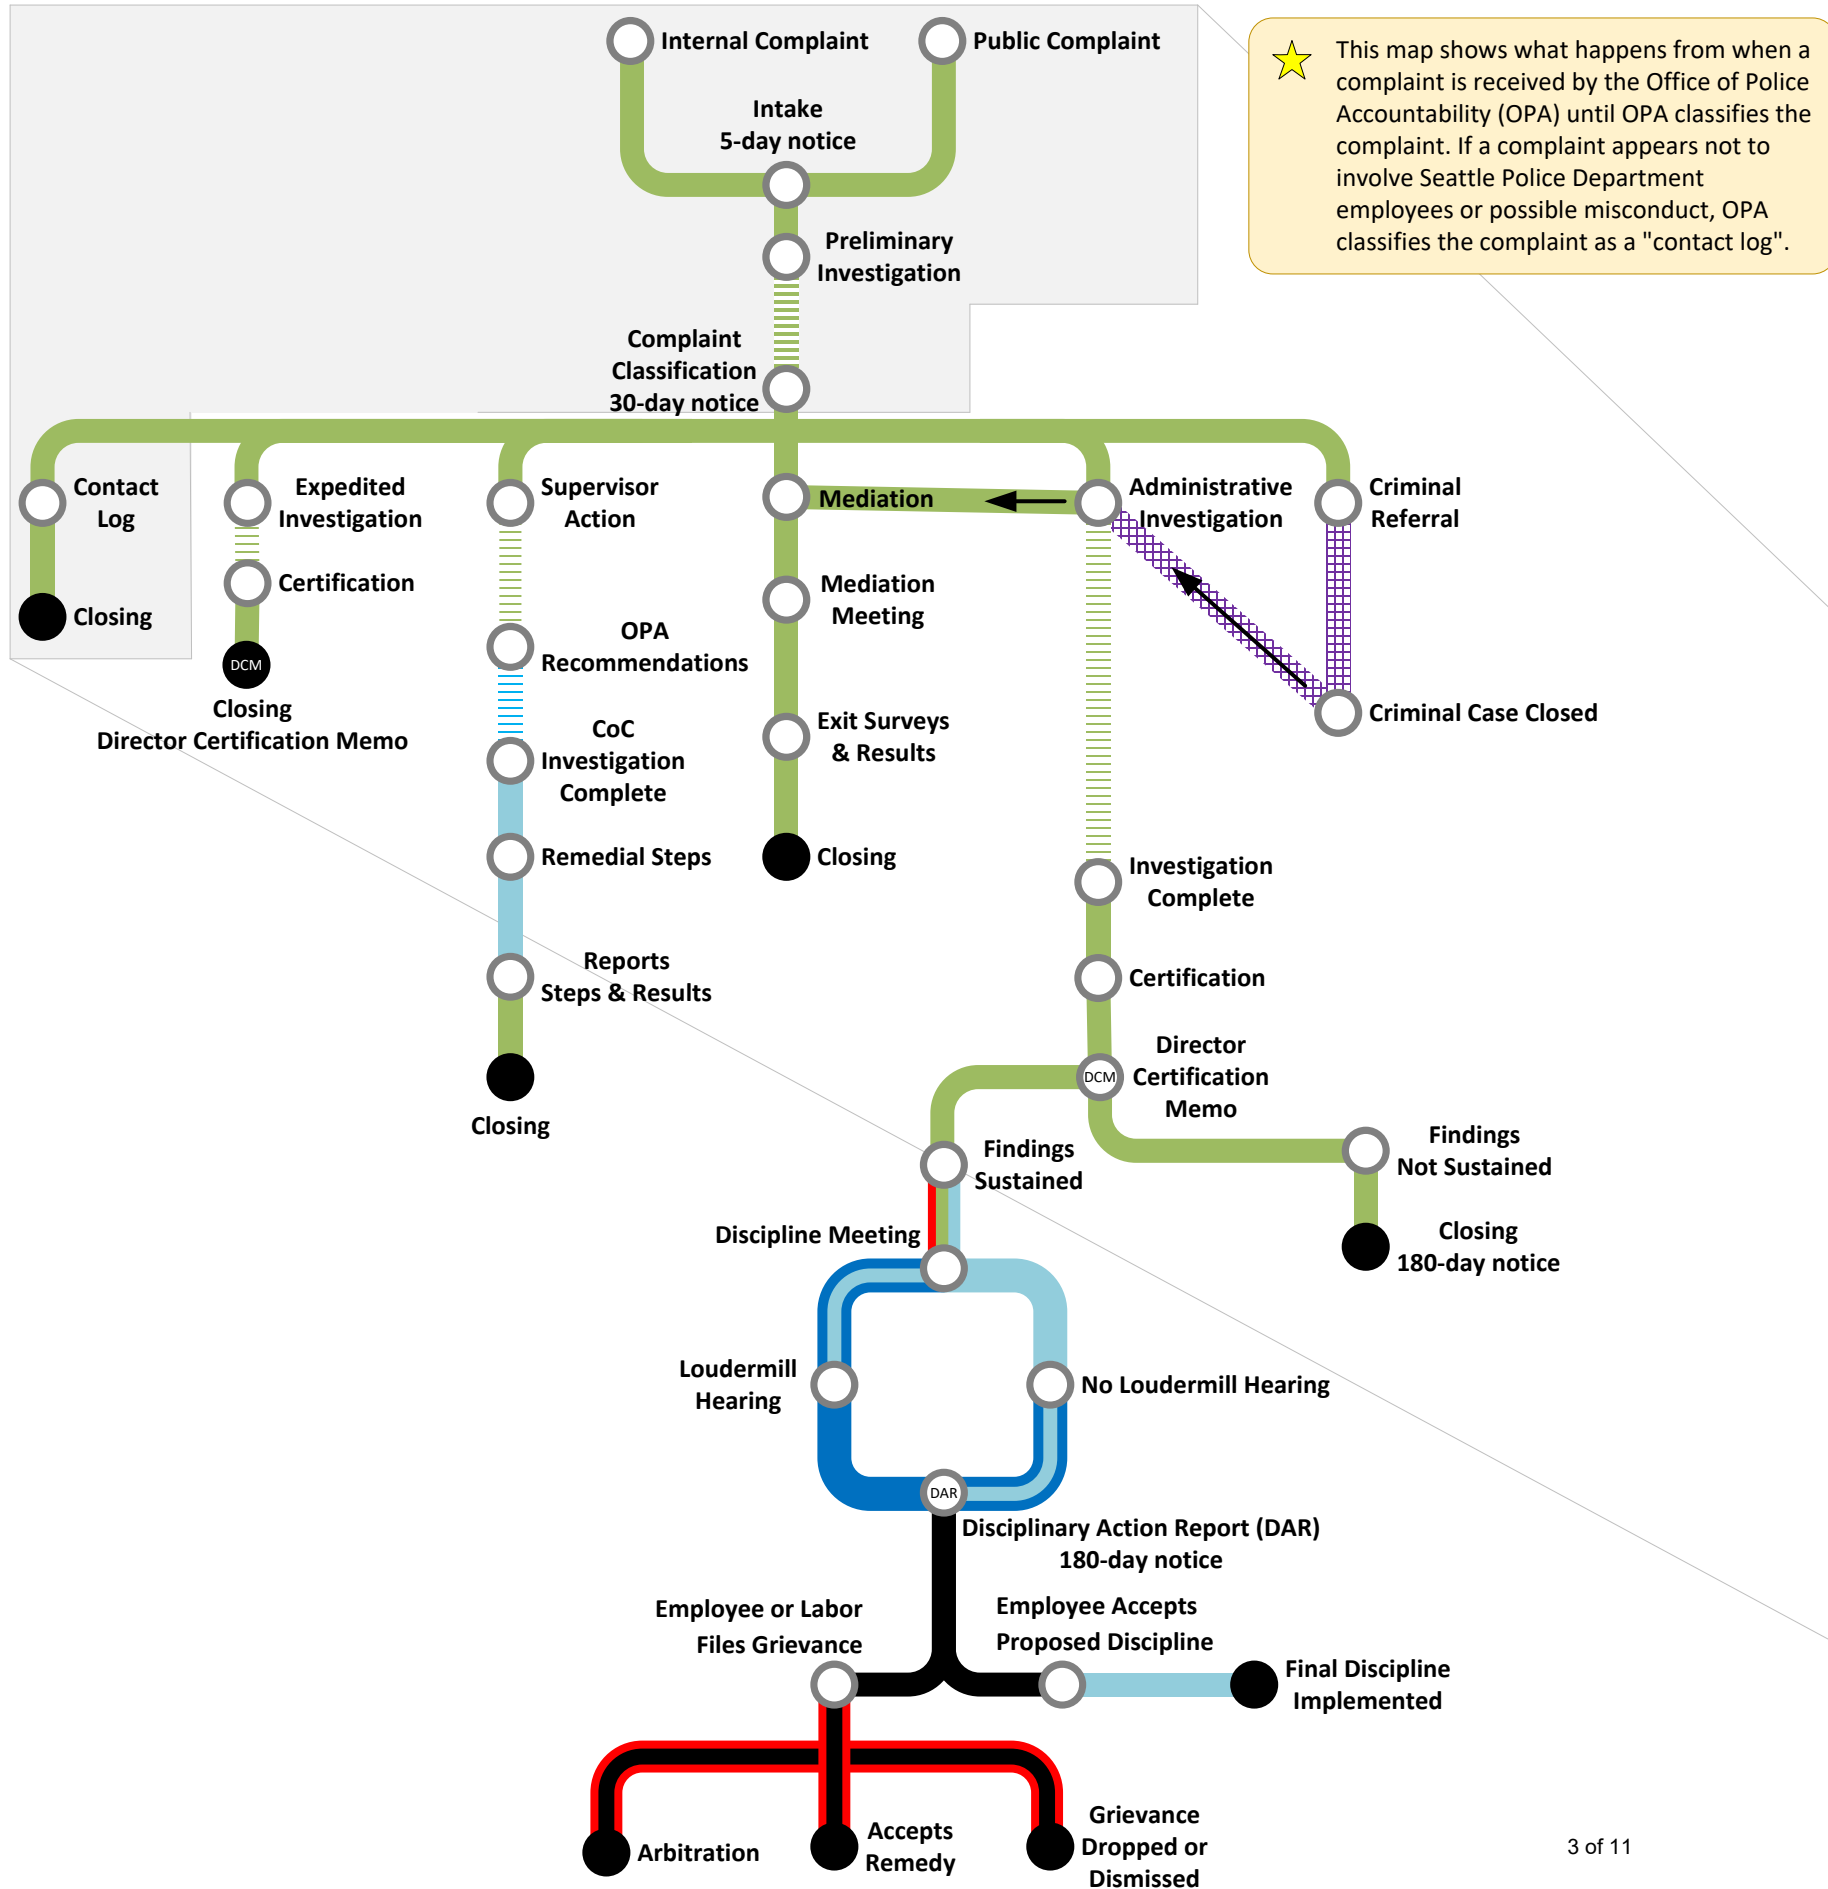 Internal Complaint
Public Complaint
This map shows what happens from when a
complaint is received by the Office of Police
Accountability (OPA) until OPA classifies the
complaint. If a complaint appears not to
involve Seattle Police Department
employees or possible misconduct, OPA
classifies the complaint as a "contact log".
Intake
5-day notice
Preliminary
Investigation
Complaint
Classification
30-day notice
Contact
Log
Closing
Expedited
Investigation
Certification
DCM
Closing
Director Certification Memo
Supervisor
Action
OPA
Recommendations
CoC
Investigation
Complete
Remedial Steps
Reports
Steps & Results
Closing
Mediation
Mediation
Meeting
Exit Surveys
& Results
Closing
Administrative
Investigation
Criminal
Referral
Criminal Case Closed
Investigation
Complete
Certification
DCM
Director
Certification
Memo
Findings
Sustained
Findings
Not Sustained
Closing
180-day notice
Discipline Meeting
Loudermill
Hearing
No Loudermill Hearing
DAR
Disciplinary Action Report (DAR)
180-day notice
Employee or Labor
Files Grievance
Employee Accepts
Proposed Discipline
Final Discipline
Implemented
Arbitration
Accepts
Remedy
Grievance
Dropped or
Dismissed
3 of 11